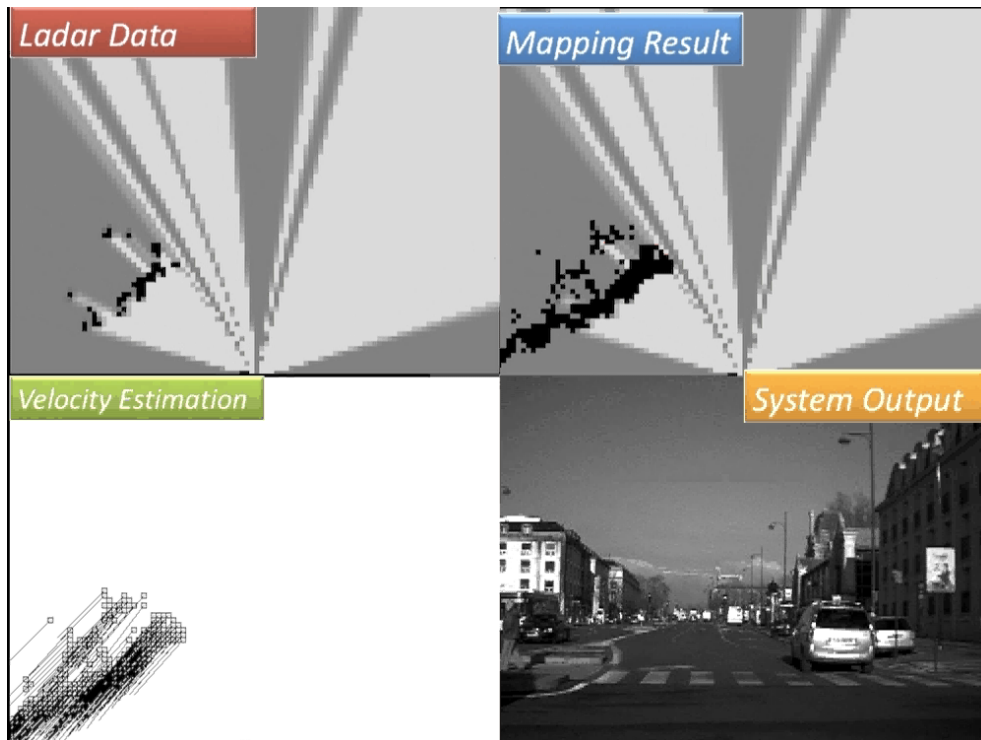 Ladar Data
Mapping Result
Velocity Estimation
System Output